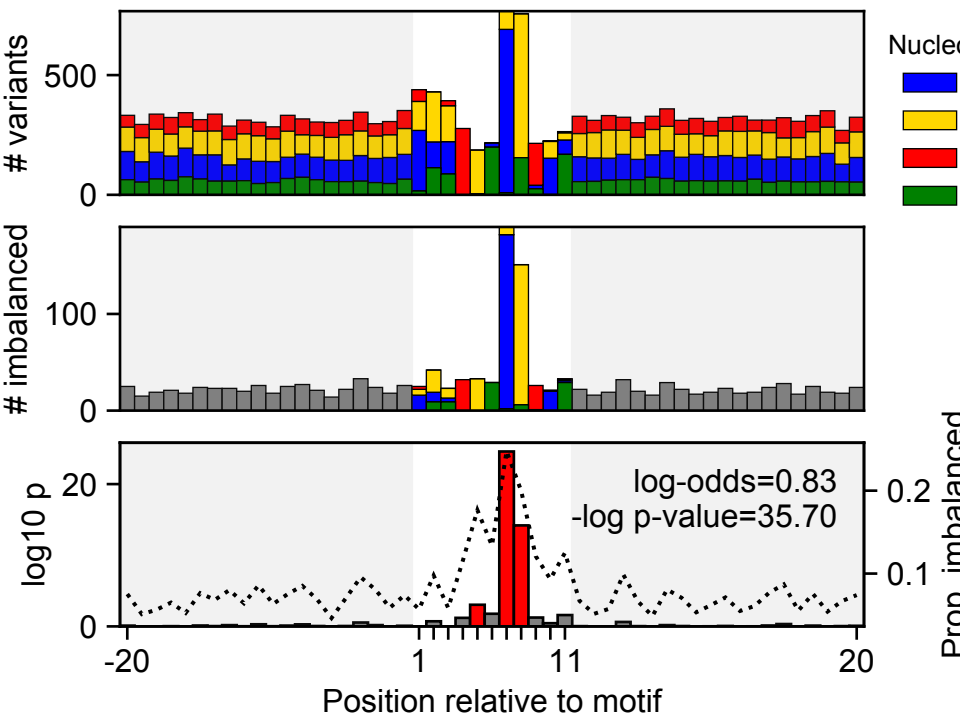 # variants
500
0
Nucleo
# imbalanced
100
0
log10 p
20
0
log-odds=0.83
-log p-value=35.70
0.2
0.1
Prop. imbalanced
-20
1
11
20
Position relative to motif